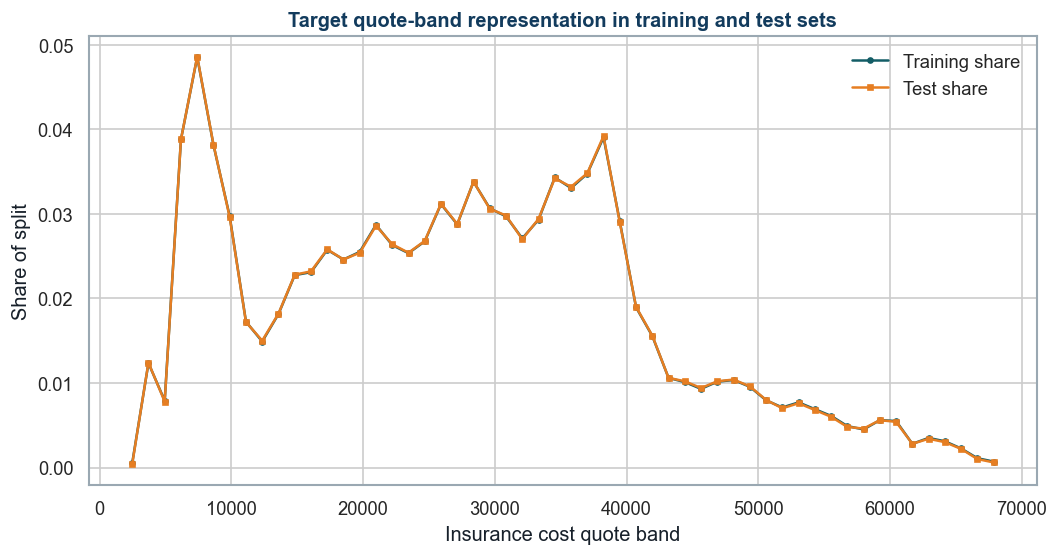 Target quote-band representation in training and test sets
Training share
Test share
0.05
0.04
0.03
0.02
0.01
0.00
Share of split
0 10000 20000 30000 40000 50000 60000 70000
Insurance cost quote band